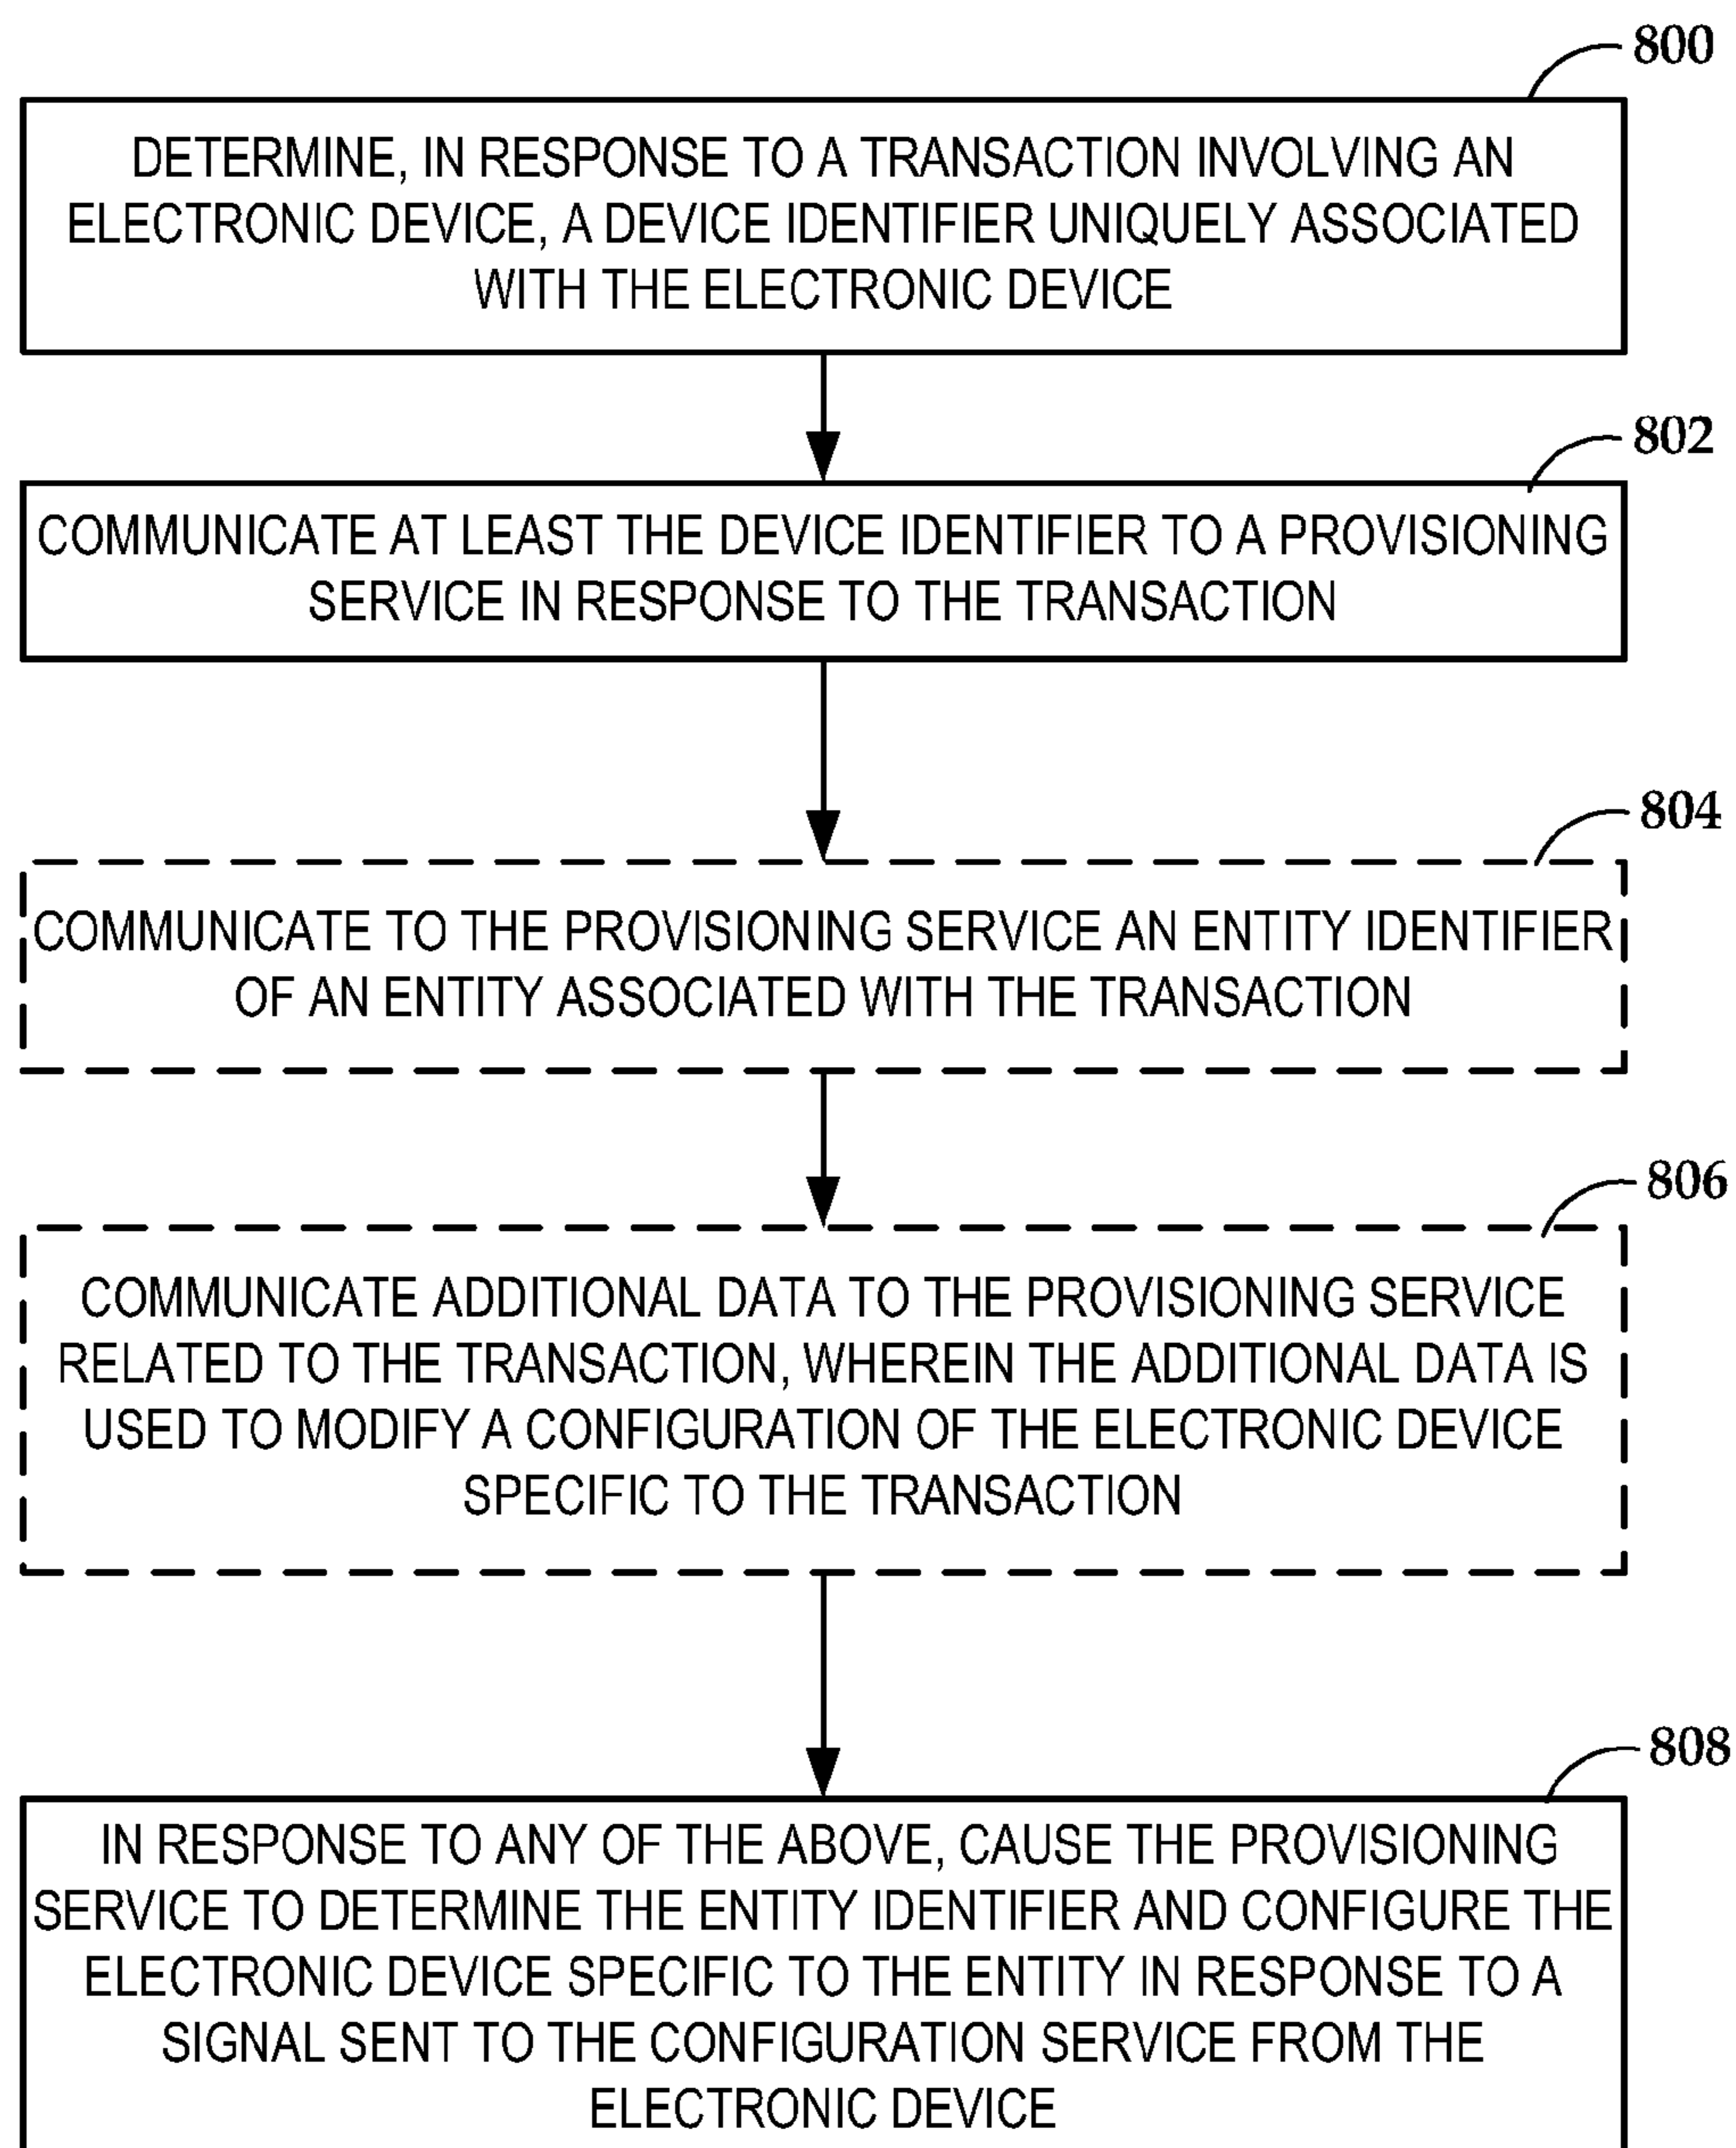 800
DETERMINE, IN RESPONSE TO A TRANSACTION INVOLVING AN
ELECTRONIC DEVICE, A DEVICE IDENTIFIER UNIQUELY ASSOCIATED
WITH THE ELECTRONIC DEVICE
802
COMMUNICATE AT LEAST THE DEVICE IDENTIFIER TO A PROVISIONING
SERVICE IN RESPONSE TO THE TRANSACTION
804
COMMUNICATE TO THE PROVISIONING SERVICE AN ENTITY IDENTIFIER
OF AN ENTITY ASSOCIATED WITH THE TRANSACTION
806
COMMUNICATE ADDITIONAL DATA TO THE PROVISIONING SERVICE
RELATED TO THE TRANSACTION, WHEREIN THE ADDITIONAL DATA IS
USED TO MODIFY A CONFIGURATION OF THE ELECTRONIC DEVICE
SPECIFIC TO THE TRANSACTION
808
IN RESPONSE TO ANY OF THE ABOVE, CAUSE THE PROVISIONING
SERVICE TO DETERMINE THE ENTITY IDENTIFIER AND CONFIGURE THE
ELECTRONIC DEVICE SPECIFIC TO THE ENTITY IN RESPONSE TO A
SIGNAL SENT TO THE CONFIGURATION SERVICE FROM THE
ELECTRONIC DEVICE